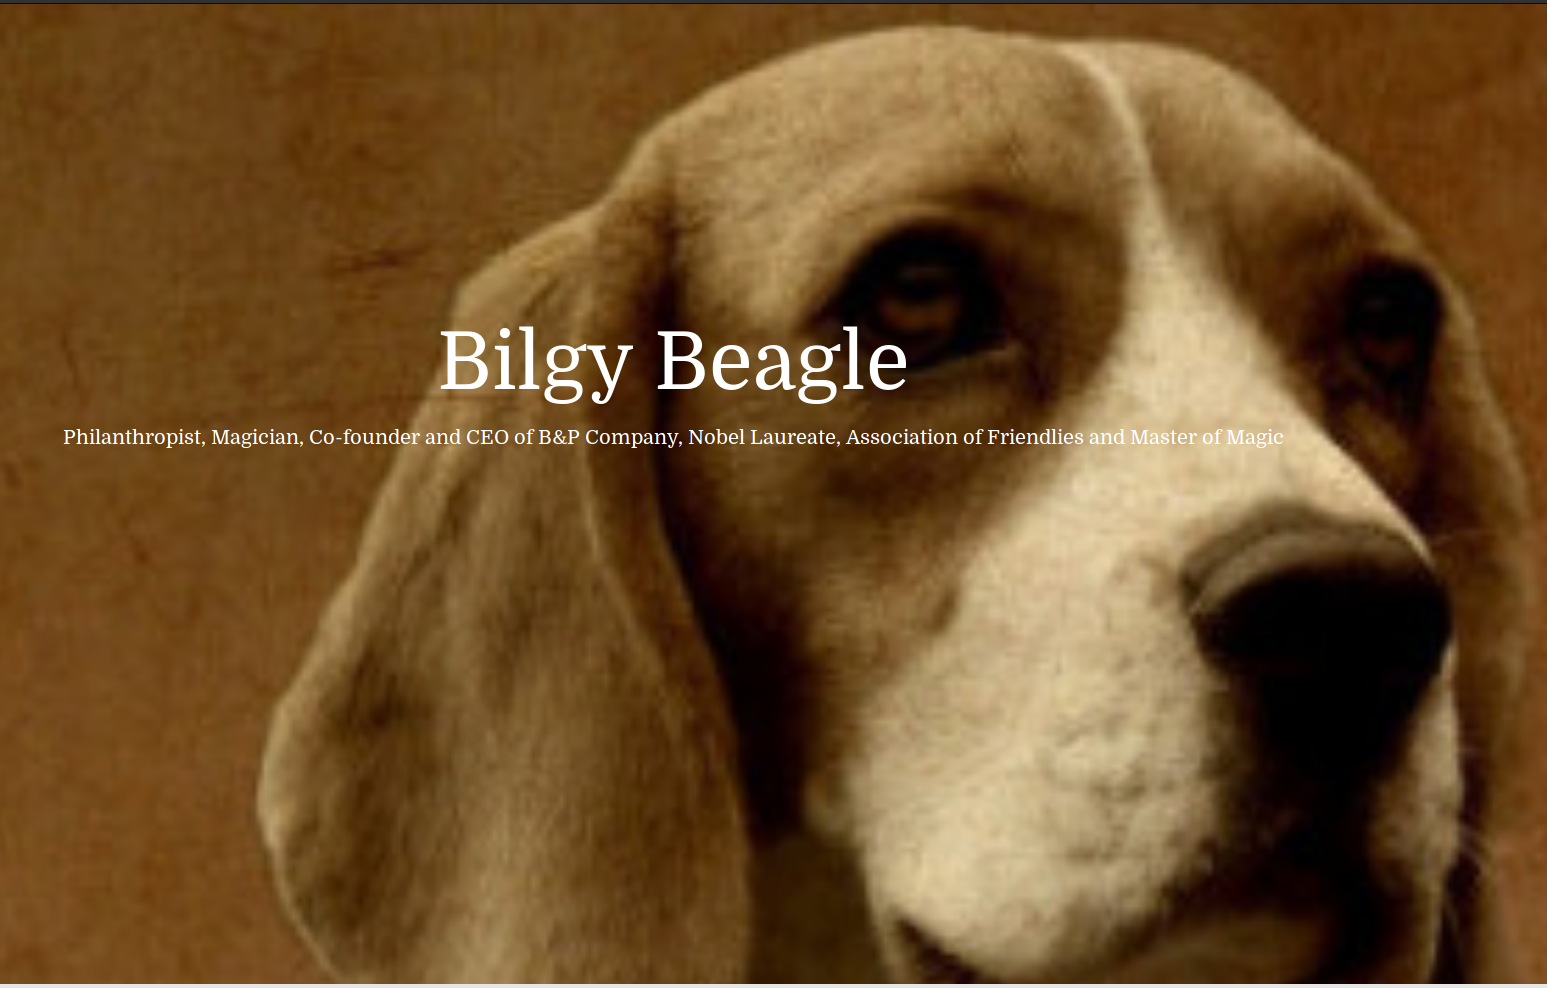 Bilgy Beagle
Philanthropist, Magician, Co-founder and CEO of B&P Company, Nobel Laureate, Association of Friendlies and Master of Magic